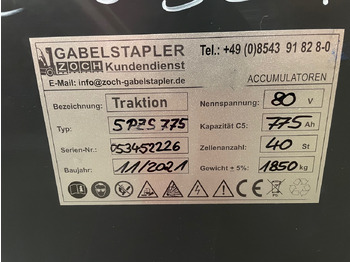 GABELSTAPLER
ZOCH Kundendienst
E-Mail: info@zoch-gabelstapler.de
Tel.: +49 (0)8543 91 82 8-0
ACCUMULATOREN
Bezeichnung: Traktion
Nennspannung: 80 V
Typ: 5PZS 775
Kapazität C5: 775 Ah
Serien-Nr.: 053452226
Zellenanzahl: 40 St
Baujahr: 11/2021
Gewicht ± 5%: 1850 kg